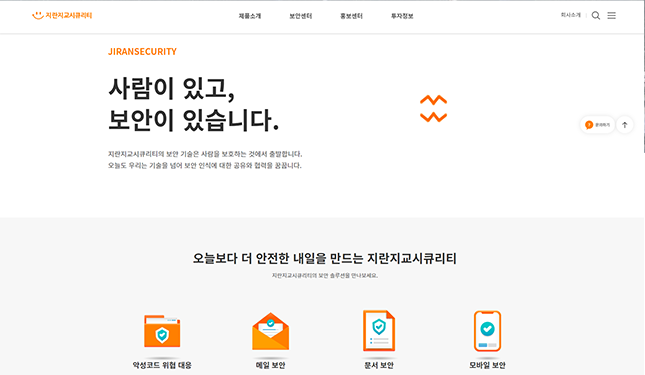 지란지교시큐리티
제품소개 보안센터 홍보센터 투자정보
회사소개
JIRANSECURITY
사람이 있고,
보안이 있습니다.
문의하기
지란지교시큐리티의 보안 기술은 사람을 보호하는 것에서 출발합니다.
오늘도 우리는 기술을 넘어 보안 인식에 대한 공유와 협력을 꿈꿉니다.
오늘보다 더 안전한 내일을 만드는 지란지교시큐리티
지란지교시큐리티의 보안 솔루션을 만나보세요.
악성코드 위협 대응 메일 보안 문서 보안 모바일 보안